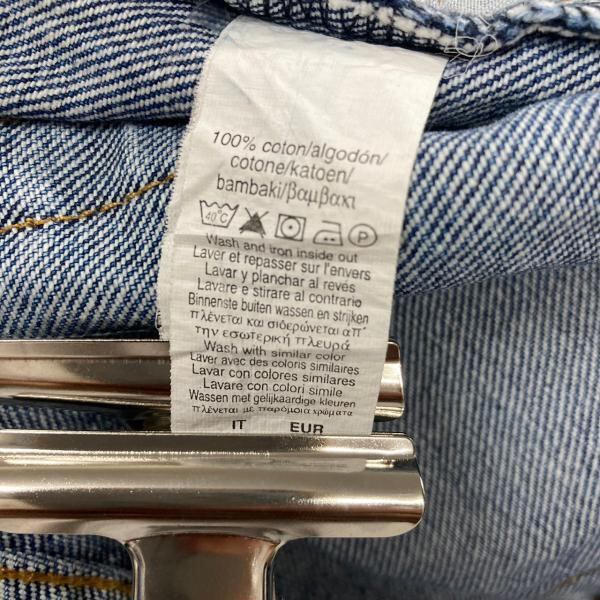 100% coton/algodón/
cotone/katoen/
bambaki/βαμβακι
40°C P
Wash and iron inside out
Laver et repasser sur l'envers
Lavar y planchar al revés
Lavare e stirare al contrario
Binnenste buiten wassen en strijken
πλένεται και σιδερώνεται απ'
την εσωτερική πλευρά
Wash with similar color
Laver avec des colories similaires
Lavar con colores similares
Lavare con colori simile
Wassen met gelijkaardige kleuren
πλένεται με παρόμοια χρώματα
IT EUR